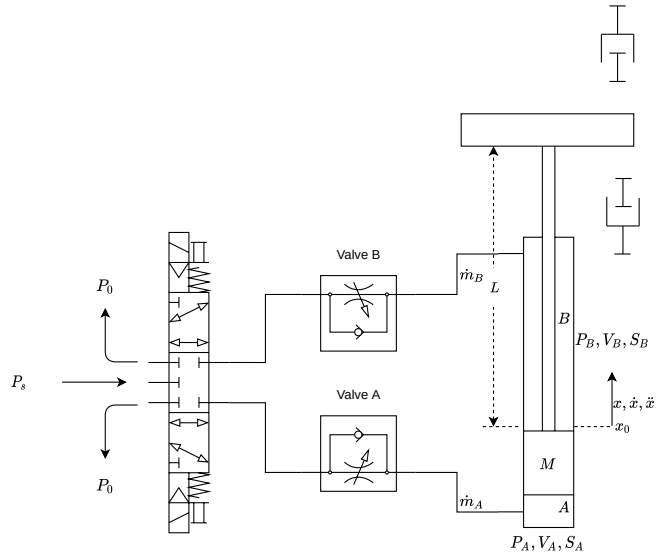 Valve B
P_0
ṁ_B
L
B
P_B, V_B, S_B
P_s
Valve A
x, ẋ, ẍ
x_0
M
P_0
ṁ_A
A
P_A, V_A, S_A